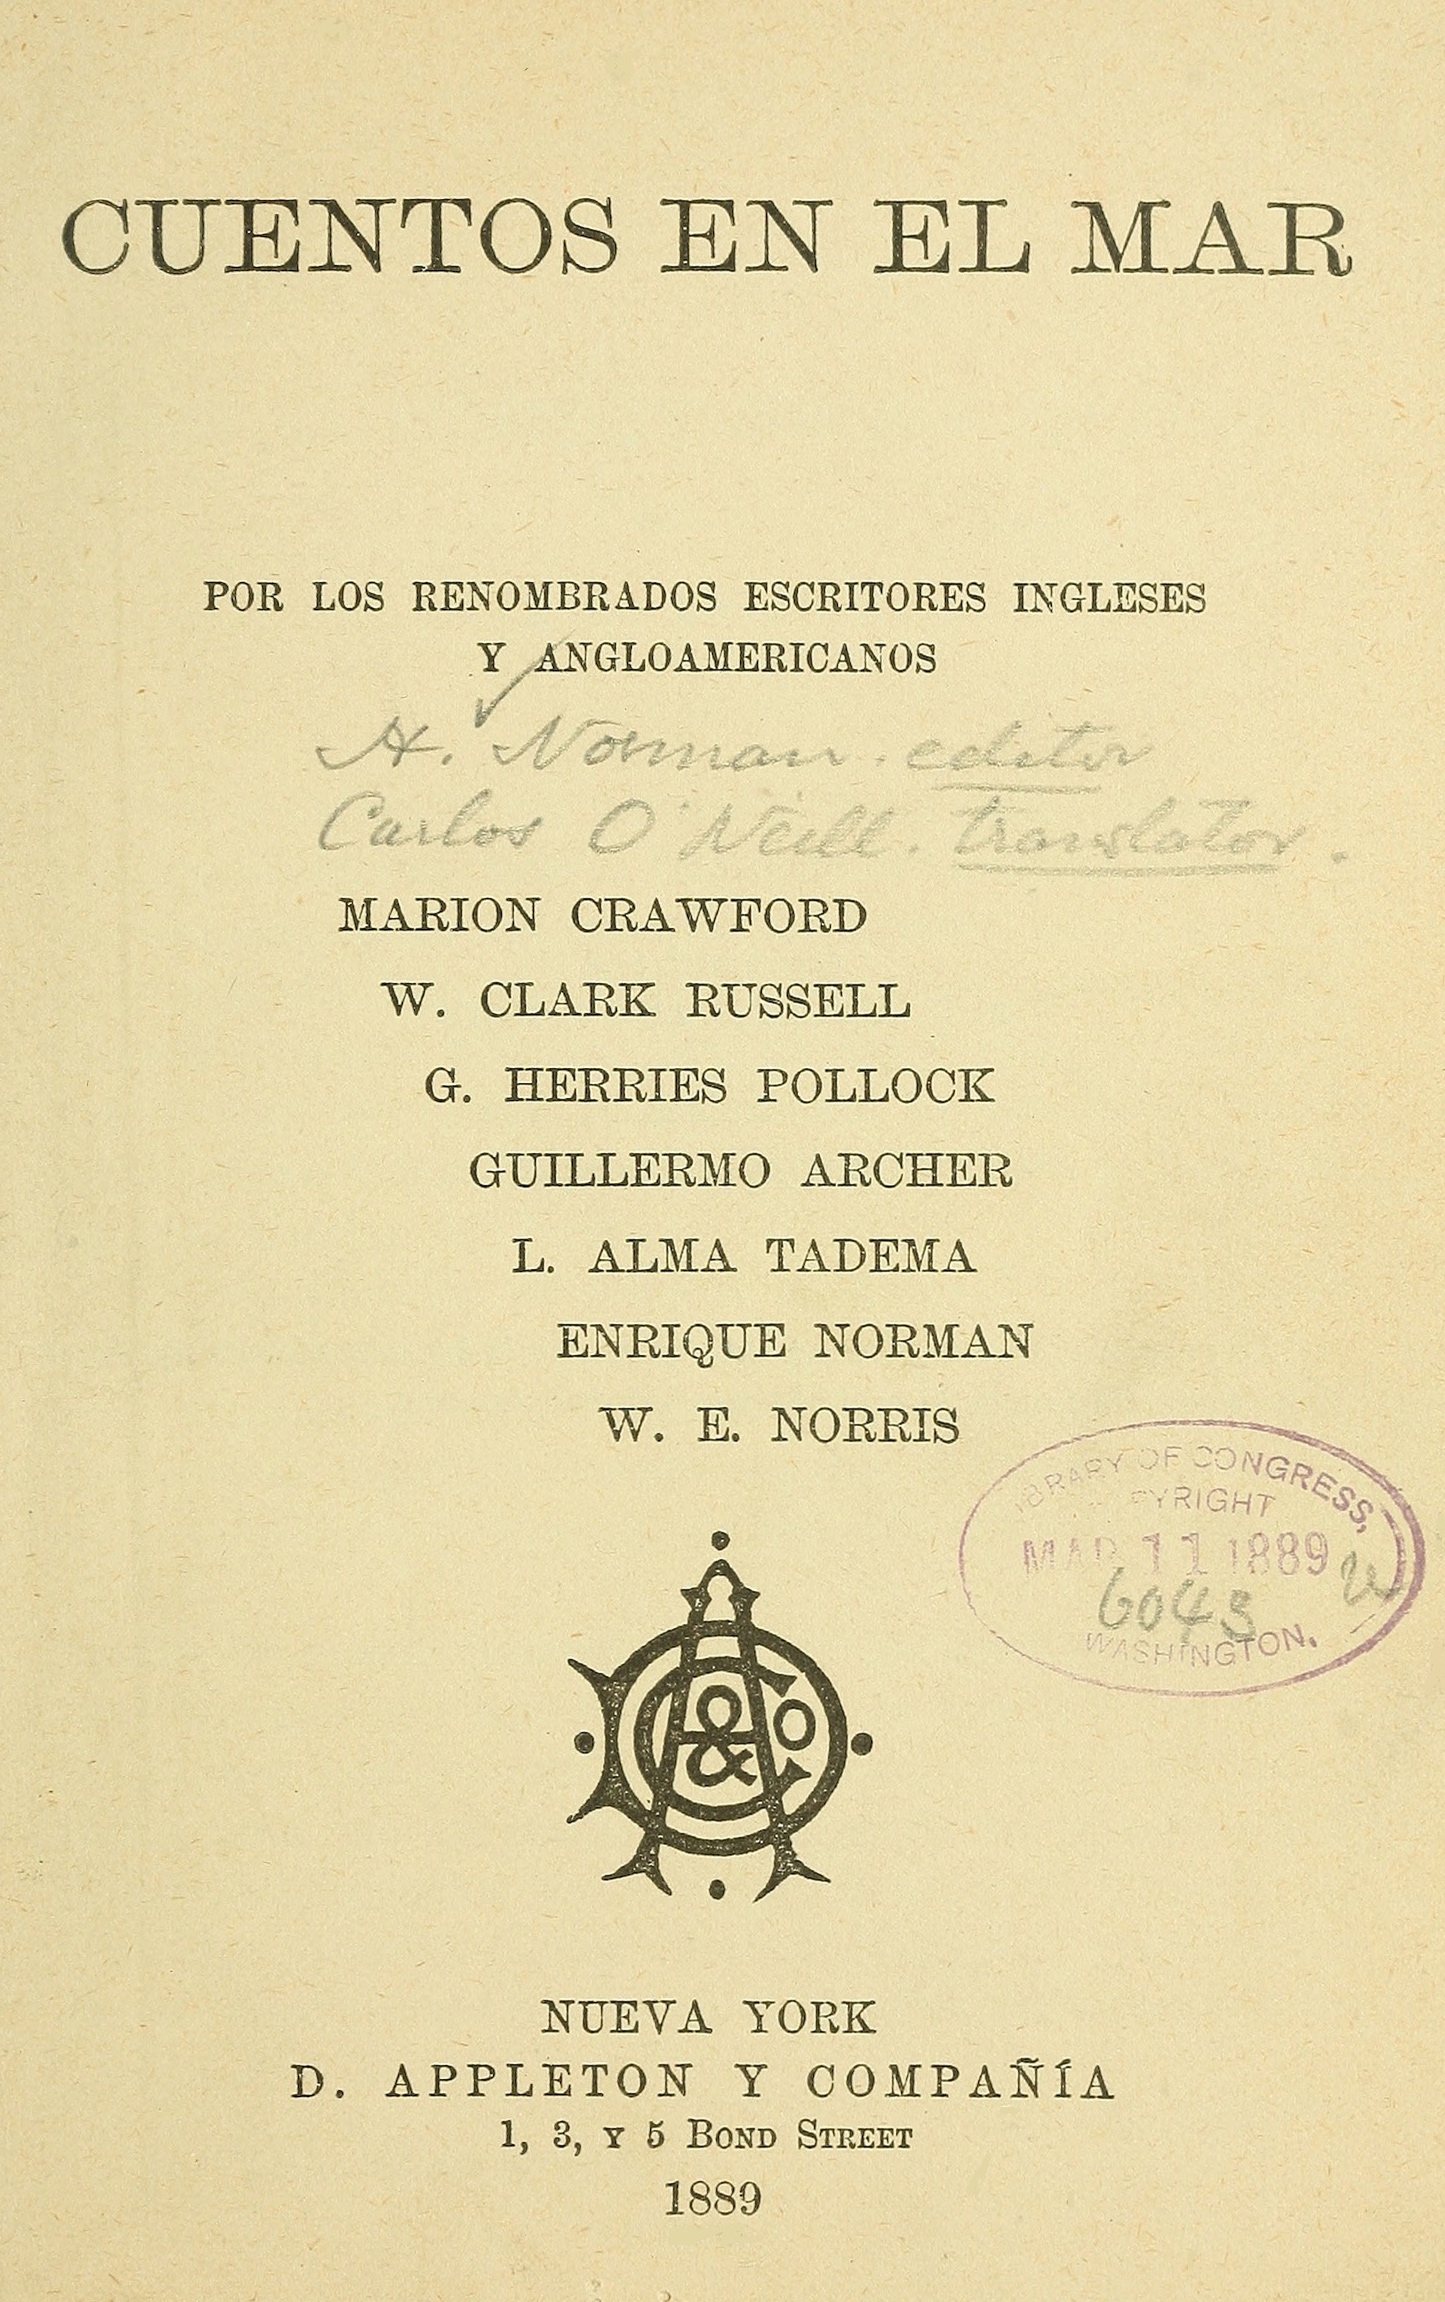 CUENTOS EN EL MAR
POR LOS RENOMBRADOS ESCRITORES INGLESES
Y ANGLOAMERICANOS
H. Norman. editor
Carlos O'Neill. translator.
MARION CRAWFORD
W. CLARK RUSSELL
G. HERRIES POLLOCK
GUILLERMO ARCHER
L. ALMA TADEMA
ENRIQUE NORMAN
W. E. NORRIS
LIBRARY OF CONGRESS,
COPYRIGHT
MAR 11 1889
6043
WASHINGTON.
A & Co
NUEVA YORK
D. APPLETON Y COMPAÑÍA
1, 3, Y 5 BOND STREET
1889